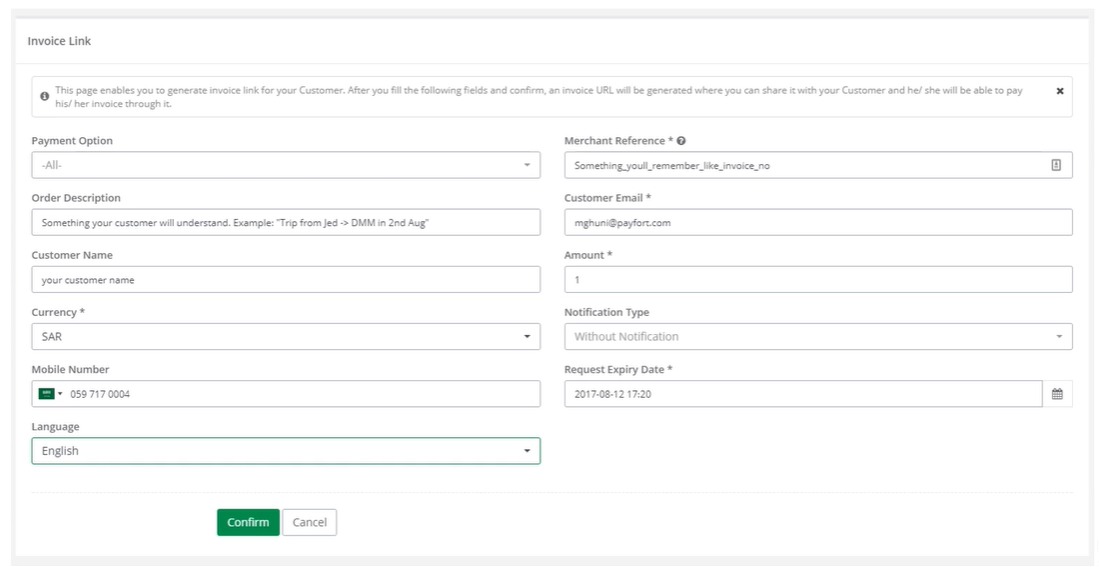 Invoice Link
This page enables you to generate invoice link for your Customer. After you fill the following fields and confirm, an invoice URL will be generated where you can share it with your Customer and he/ she will be able to pay
his/ her invoice through it.
Payment Option
-All-
Merchant Reference *
Something_youll_remember_like_invoice_no
Order Description
Something your customer will understand. Example: "Trip from Jed -> DMM in 2nd Aug"
Customer Email *
mghuni@payfort.com
Customer Name
your customer name
Amount *
1
Currency *
SAR
Notification Type
Without Notification
Mobile Number
059 717 0004
Request Expiry Date *
2017-08-12 17:20
Language
English
Confirm
Cancel